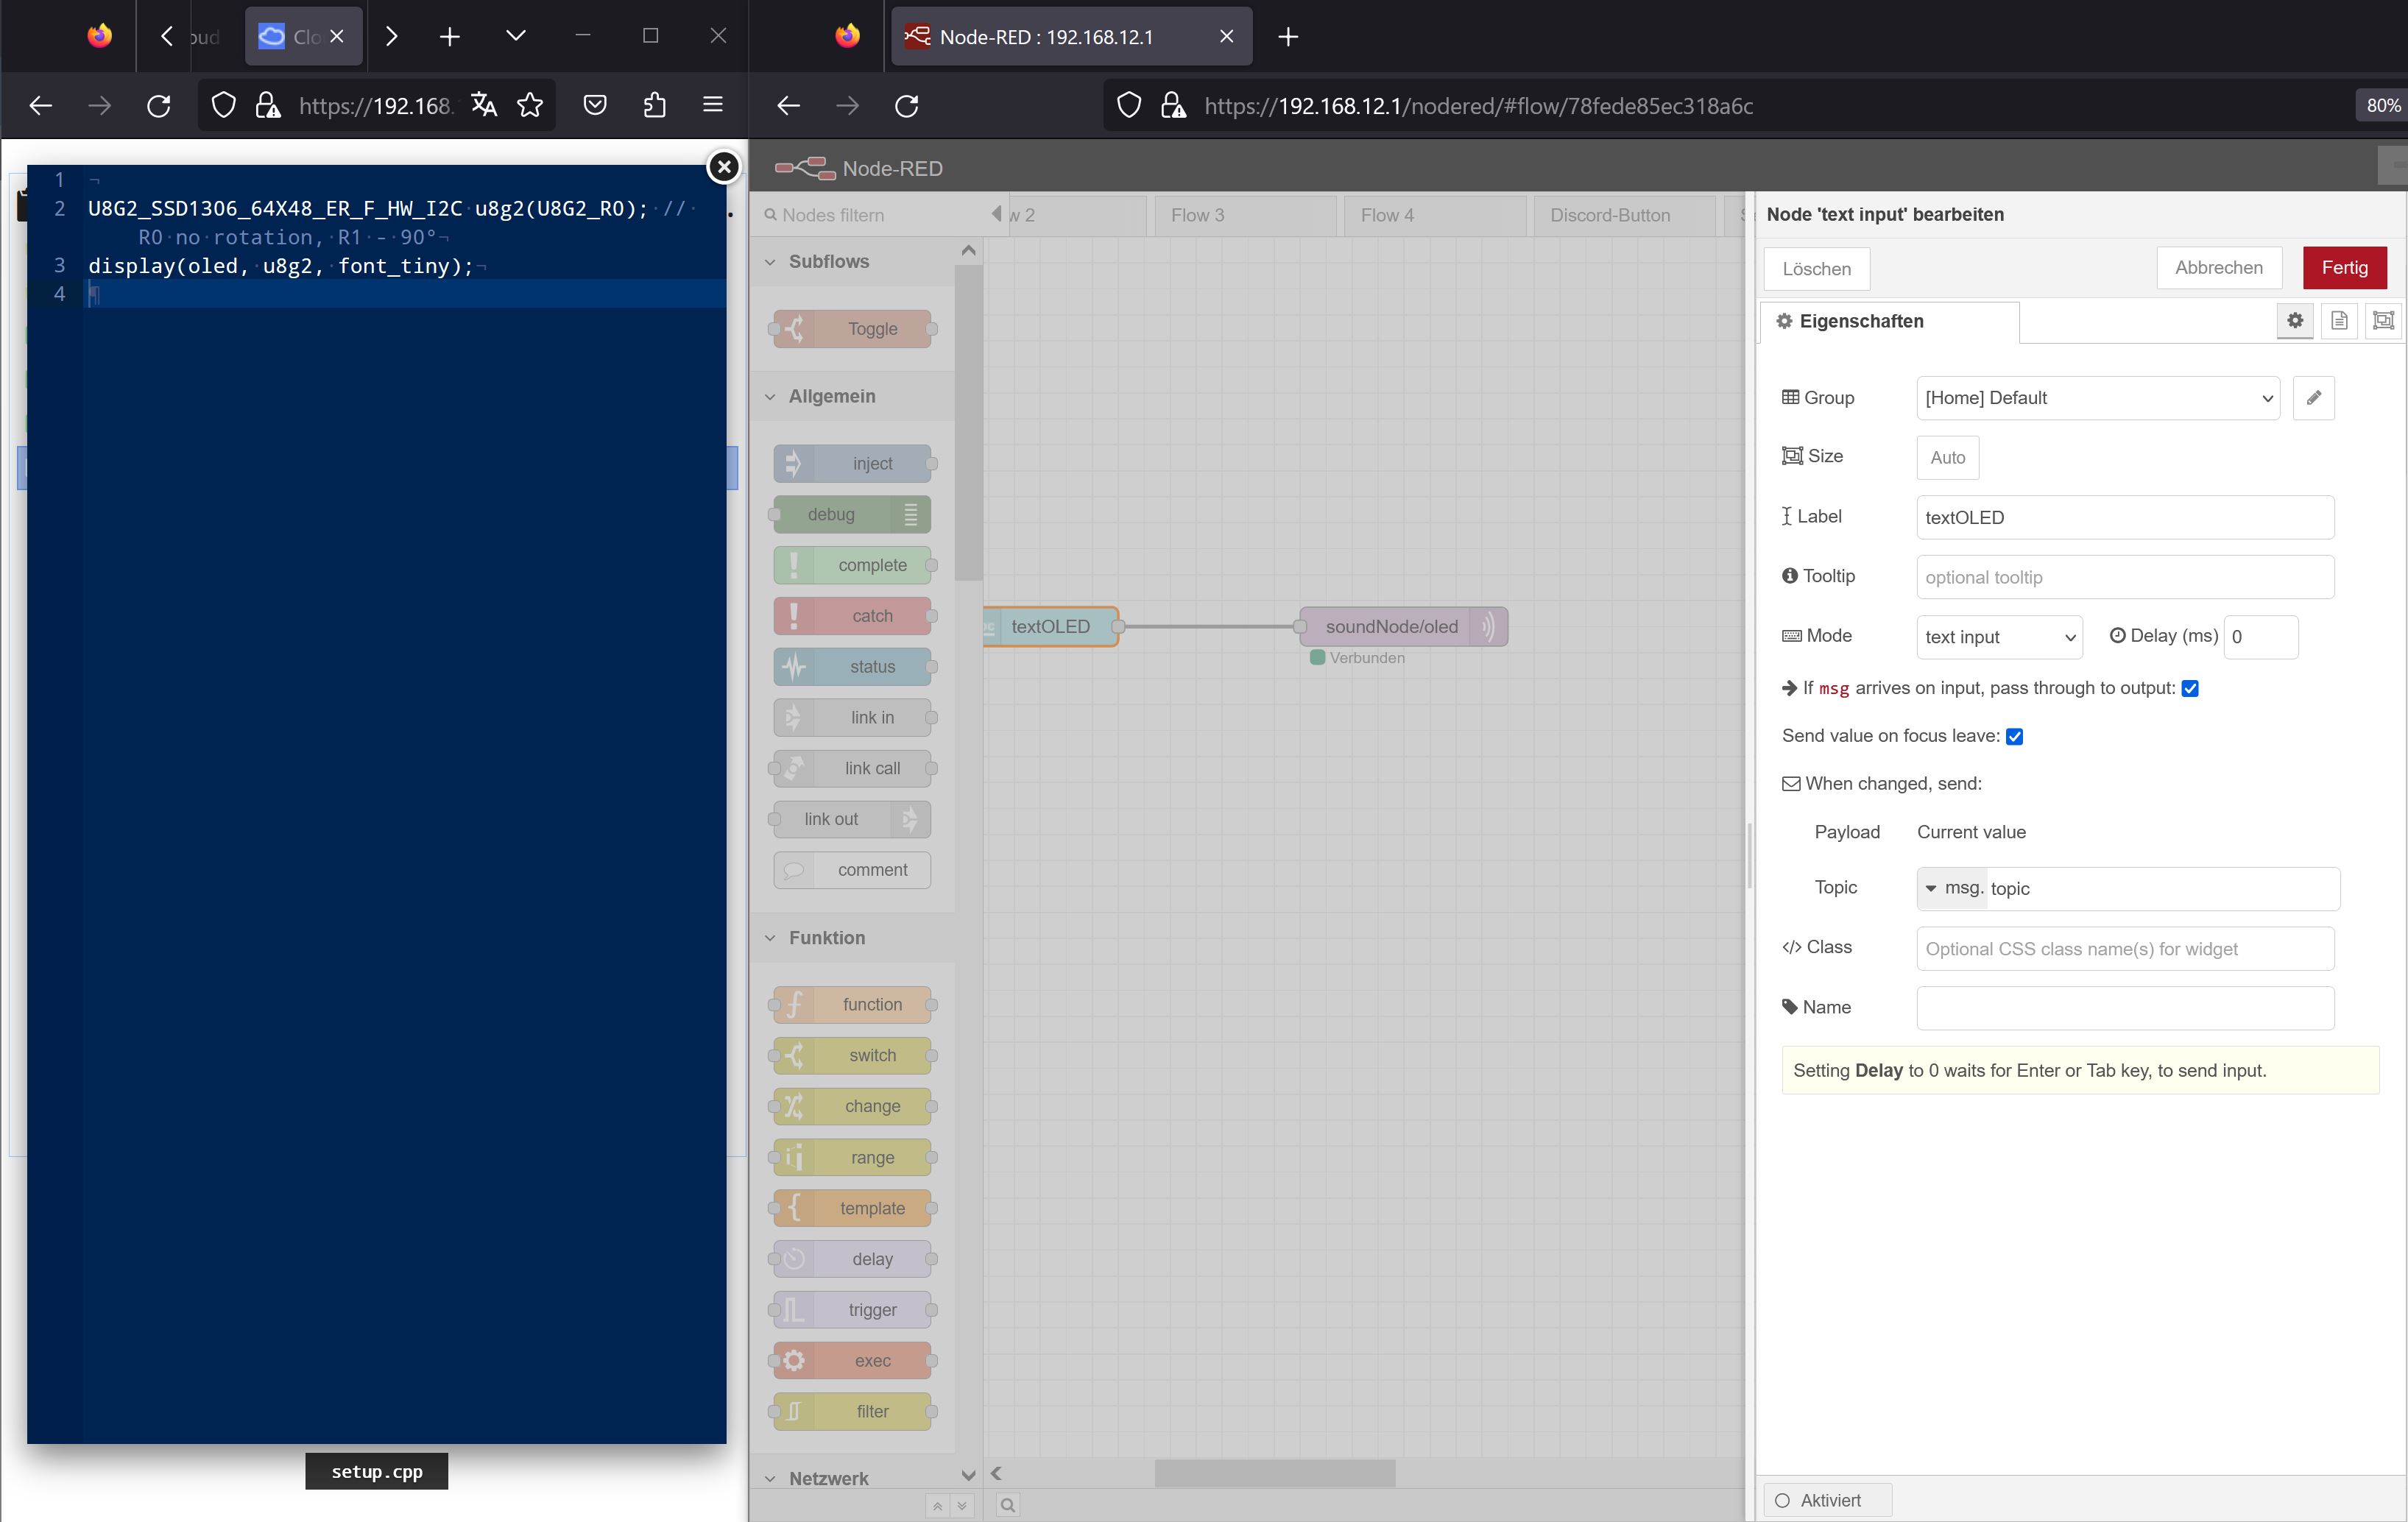 Clo
https://192.168.
1
2 U8G2_SSD1306_64X48_ER_F_HW_I2C u8g2(U8G2_R0); //
R0 no rotation, R1 - 90°
3 display(oled, u8g2, font_tiny);
4
setup.cpp
Node-RED : 192.168.12.1
https://192.168.12.1/nodered/#flow/78fede85ec318a6c
80%
Node-RED
Nodes filtern
w 2
Flow 3
Flow 4
Discord-Button
Subflows
Toggle
Allgemein
inject
debug
complete
catch
status
link in
link call
link out
comment
Funktion
function
switch
change
range
template
delay
trigger
exec
filter
Netzwerk
textOLED
soundNode/oled
Verbunden
Node 'text input' bearbeiten
Löschen
Abbrechen
Fertig
Eigenschaften
Group
[Home] Default
Size
Auto
Label
textOLED
Tooltip
optional tooltip
Mode
text input
Delay (ms)
0
If msg arrives on input, pass through to output:
Send value on focus leave:
When changed, send:
Payload
Current value
Topic
msg. topic
</> Class
Optional CSS class name(s) for widget
Name
Setting Delay to 0 waits for Enter or Tab key, to send input.
Aktiviert